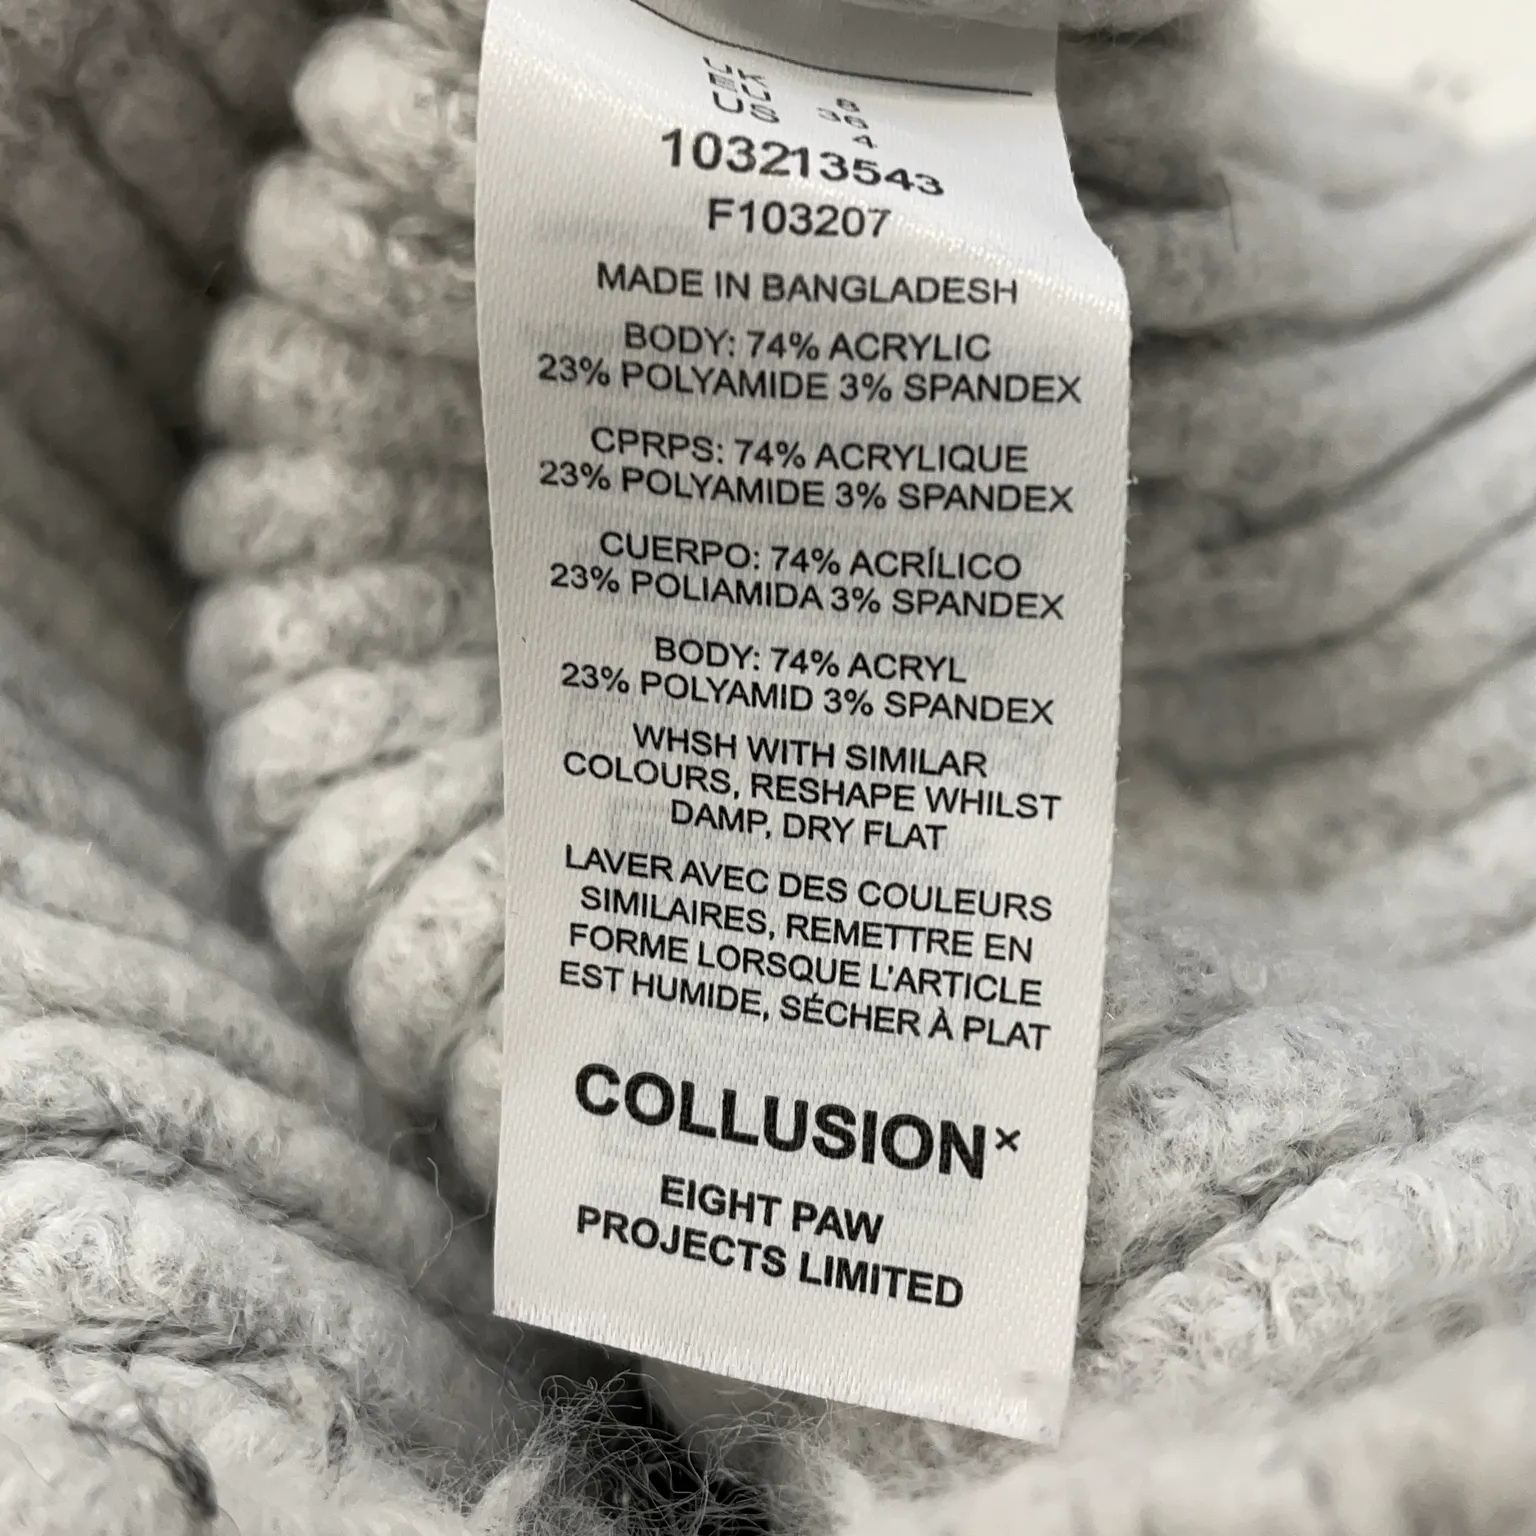 UK 8
EU 36
US 4
103213543
F103207
MADE IN BANGLADESH
BODY: 74% ACRYLIC
23% POLYAMIDE 3% SPANDEX
CPRPS: 74% ACRYLIQUE
23% POLYAMIDE 3% SPANDEX
CUERPO: 74% ACRÍLICO
23% POLIAMIDA 3% SPANDEX
BODY: 74% ACRYL
23% POLYAMID 3% SPANDEX
WHSH WITH SIMILAR
COLOURS, RESHAPE WHILST
DAMP, DRY FLAT
LAVER AVEC DES COULEURS
SIMILAIRES, REMETTRE EN
FORME LORSQUE L'ARTICLE
EST HUMIDE, SÉCHER À PLAT
COLLUSION×
EIGHT PAW
PROJECTS LIMITED